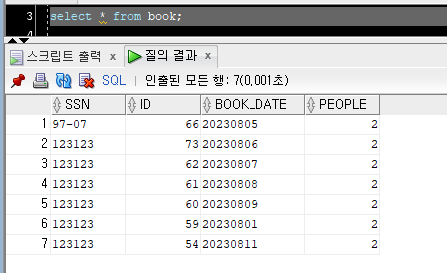 3 select * from book;
4
스크립트 출력 × 질의 결과 ×
SQL | 인출된 모든 행: 7(0,001초)
SSN ID BOOK_DATE PEOPLE
1 97-07 66 20230805 2
2 123123 73 20230806 2
3 123123 62 20230807 2
4 123123 61 20230808 2
5 123123 60 20230809 2
6 123123 59 20230801 2
7 123123 54 20230811 2